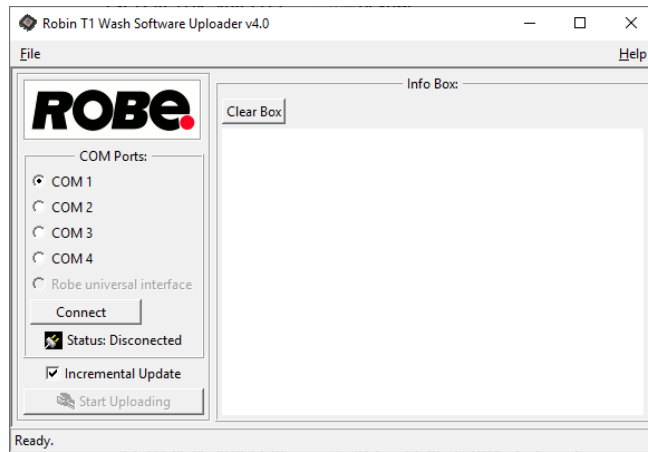 Robin T1 Wash Software Uploader v4.0
File
Help
ROBe.
COM Ports:
COM 1
COM 2
COM 3
COM 4
Robe universal interface
Connect
Status: Disconected
Incremental Update
Start Uploading
Info Box:
Clear Box
Ready.